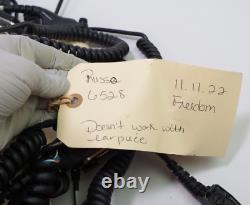 Russo
6528
11.11.22
Freedom
Doesn't work with
earpiece